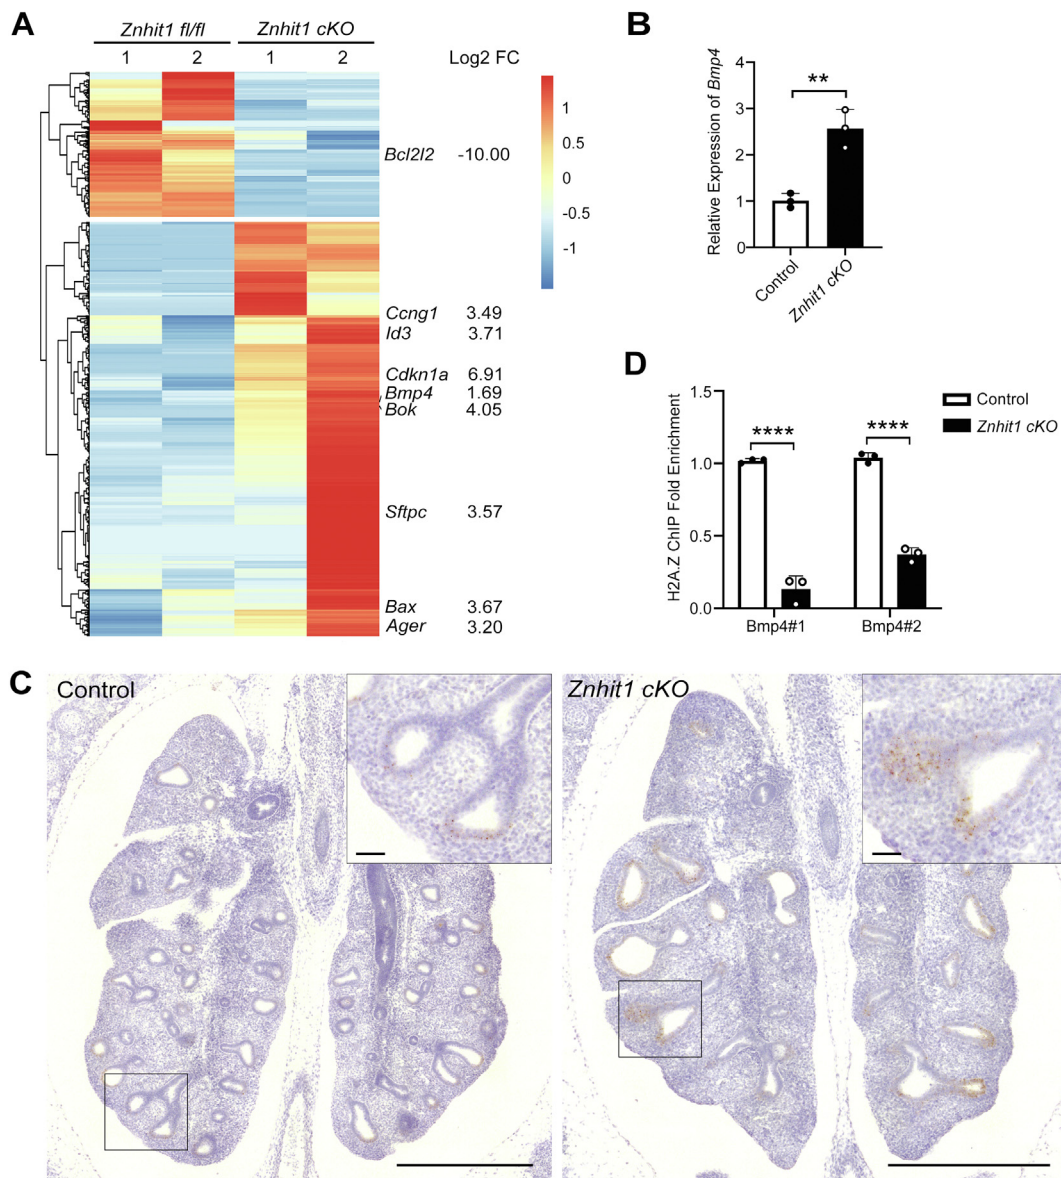 A
Znhit1 fl/fl Znhit1 cKO
1 2 1 2 Log2 FC
1
0.5
0
-0.5
-1
Bcl2l2 -10.00
Ccng1 3.49
Id3 3.71
Cdkn1a 6.91
Bmp4 1.69
Bok 4.05
Sftpc 3.57
Bax 3.67
Ager 3.20
B
Relative Expression of Bmp4
**
4
3
2
1
0
Control
Znhit1 cKO
D
H2A.Z ChIP Fold Enrichment
1.5
1.0
0.5
0.0
**** ****
Control
Znhit1 cKO
Bmp4#1 Bmp4#2
C
Control
Znhit1 cKO